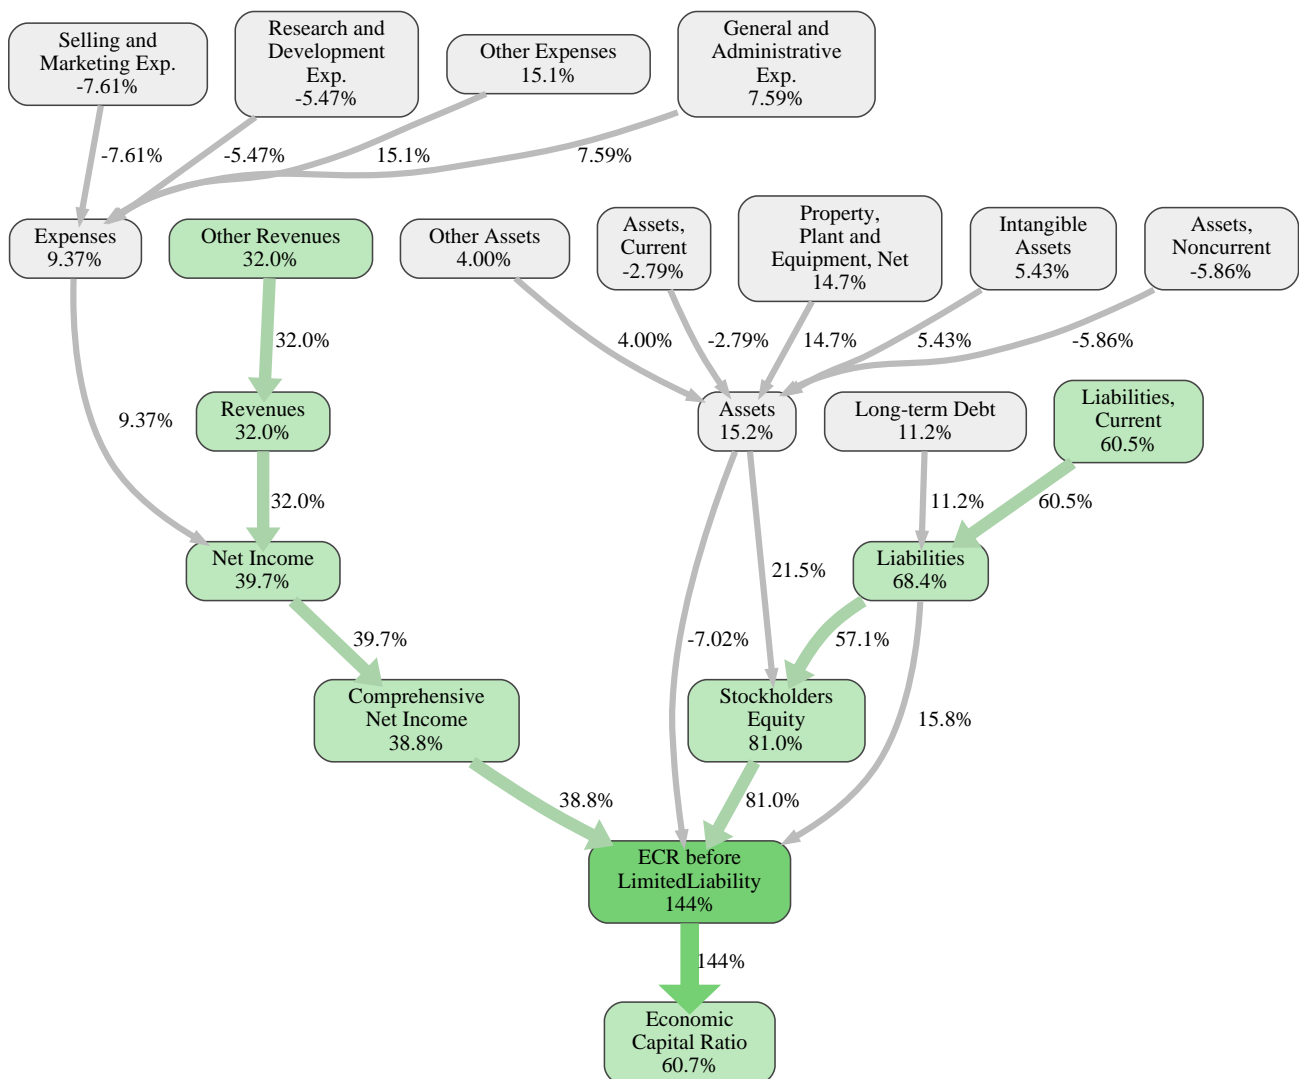 Selling and
Marketing Exp.
-7.61%
Research and
Development
Exp.
-5.47%
Other Expenses
15.1%
General and
Administrative
Exp.
7.59%
-7.61%
-5.47%
15.1%
7.59%
Expenses
9.37%
Other Revenues
32.0%
Other Assets
4.00%
Assets,
Current
-2.79%
Property,
Plant and
Equipment, Net
14.7%
Intangible
Assets
5.43%
Assets,
Noncurrent
-5.86%
32.0%
4.00%
-2.79%
14.7%
5.43%
-5.86%
9.37%
Revenues
32.0%
Assets
15.2%
Long-term Debt
11.2%
Liabilities,
Current
60.5%
32.0%
11.2%
60.5%
Net Income
39.7%
21.5%
Liabilities
68.4%
39.7%
-7.02%
57.1%
Comprehensive
Net Income
38.8%
Stockholders
Equity
81.0%
15.8%
38.8%
81.0%
ECR before
LimitedLiability
144%
144%
Economic
Capital Ratio
60.7%